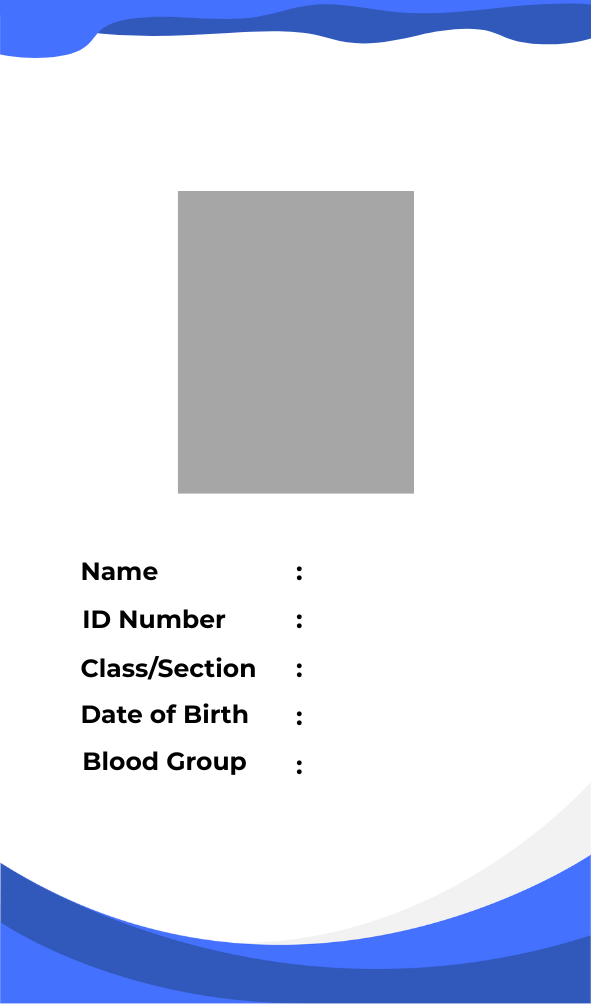 Name :
ID Number :
Class/Section :
Date of Birth :
Blood Group :